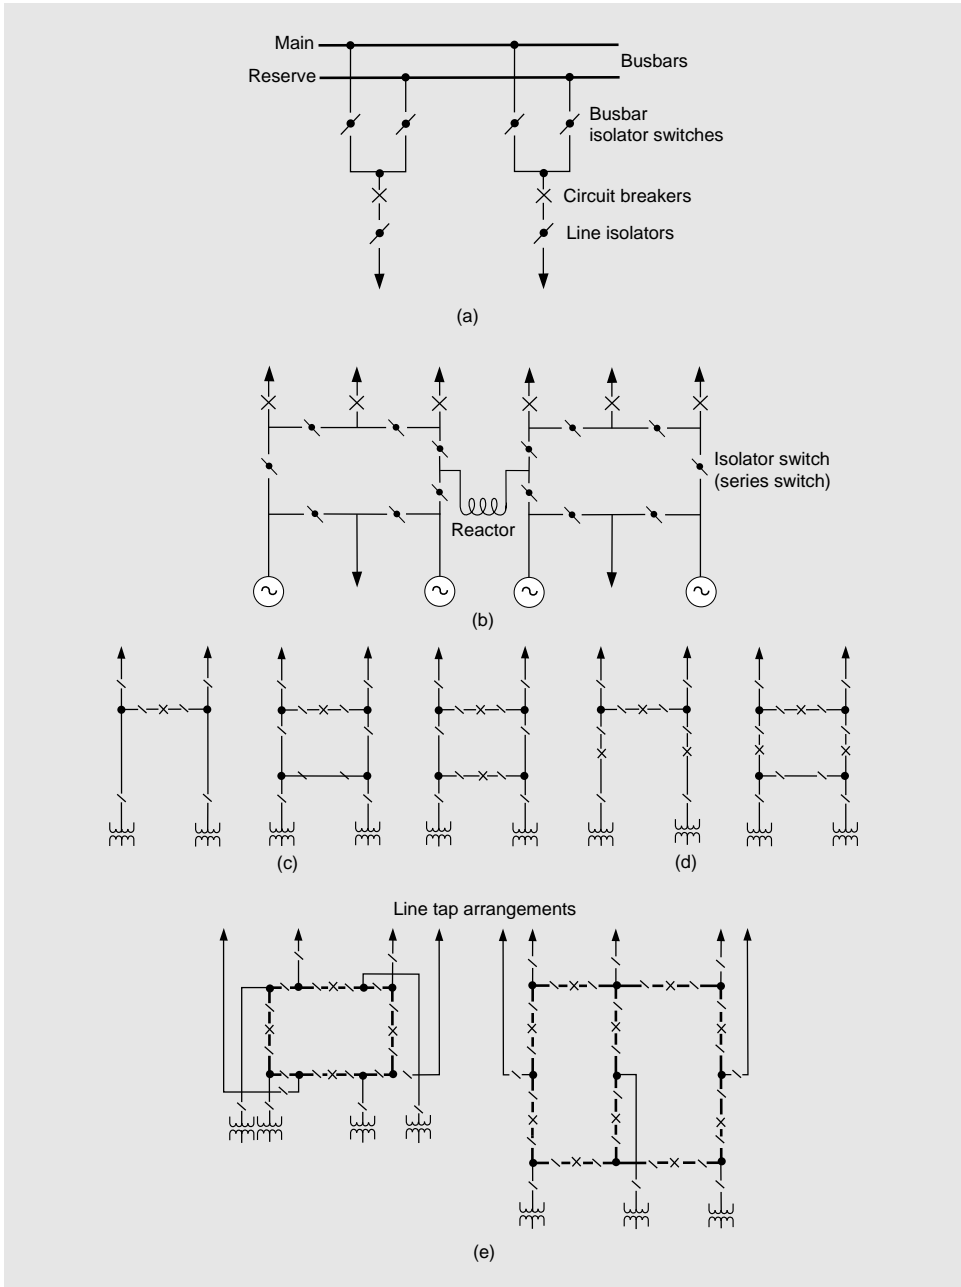 Main
Busbars
Reserve
Busbar
isolator switches
Circuit breakers
Line isolators
(a)
Isolator switch
(series switch)
Reactor
(b)
(c)
(d)
Line tap arrangements
(e)